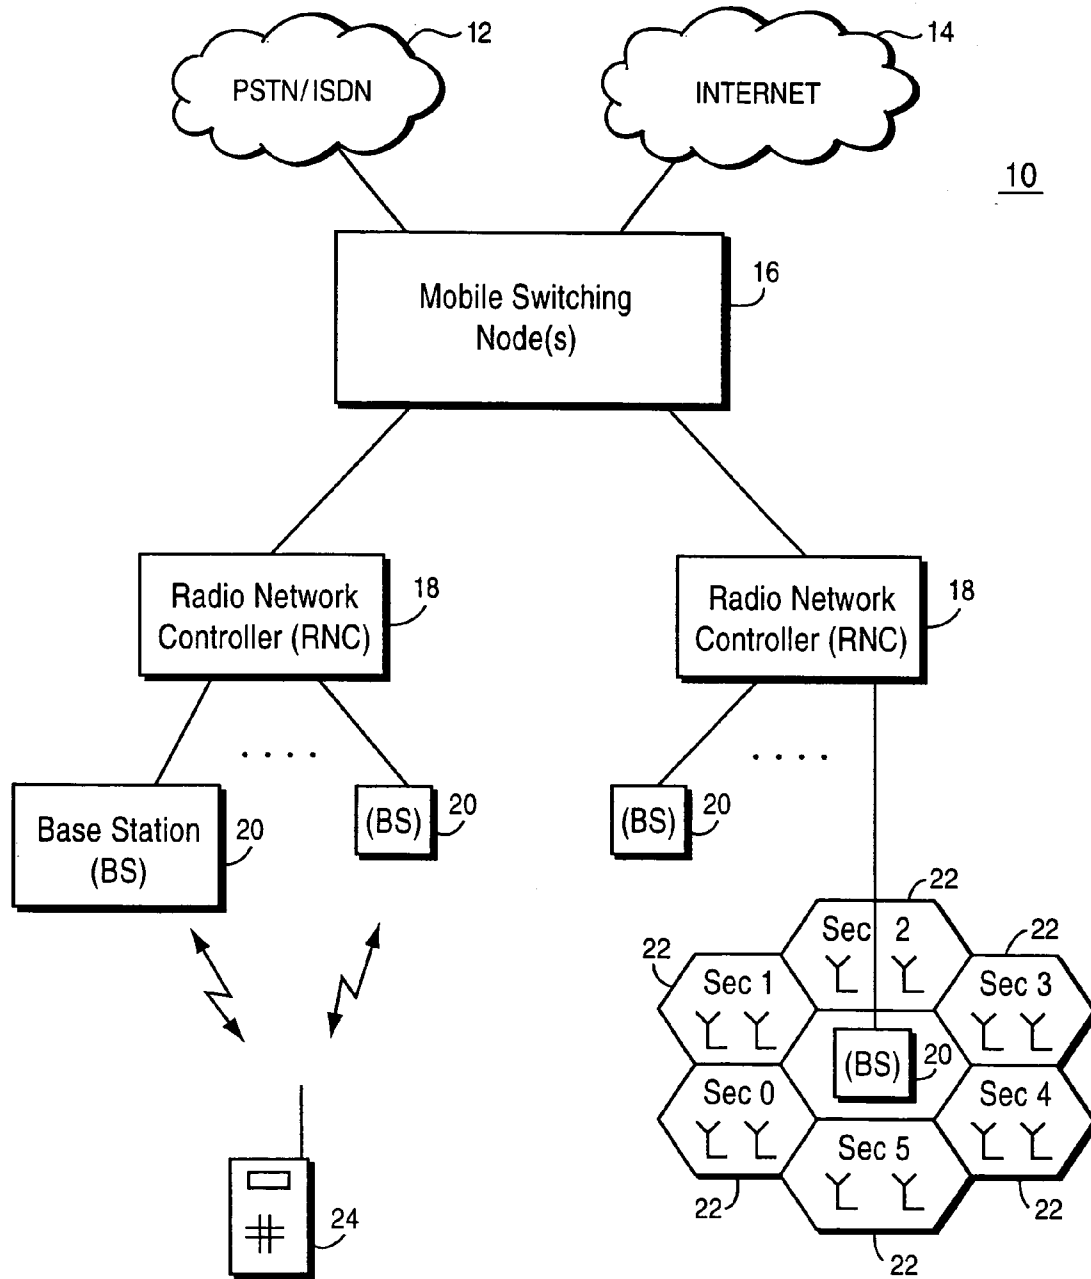 12
14
PSTN/ISDN
INTERNET
10
16
Mobile Switching
Node(s)
18
Radio Network
Controller (RNC)
18
Radio Network
Controller (RNC)
. . . .
. . . .
Base Station
(BS)
20
(BS)
20
(BS)
20
22
Sec 2
22
Sec 3
22
Sec 1
(BS)
20
Sec 0
Sec 4
Sec 5
22
22
22
24